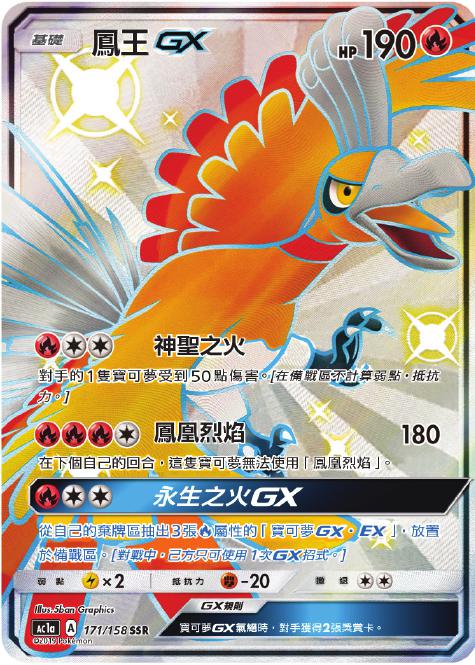 基礎 鳳王GX HP 190
神聖之火
對手的1隻寶可夢受到50點傷害。[在備戰區不計算弱點・抵抗
力。]
鳳凰烈焰 180
在下個自己的回合，這隻寶可夢無法使用「鳳凰烈焰」。
永生之火GX
從自己的棄牌區抽出3張屬性的「寶可夢GX・EX」，放置
於備戰區。[對戰中，己方只可使用1次GX招式。]
弱點 ×2 抵抗力 -20 撤退
Illus. 5ban Graphics GX規則
AC1a A 171/158 SSR 寶可夢GX氣絕時，對手獲得2張獎賞卡。
©2019 Pokémon